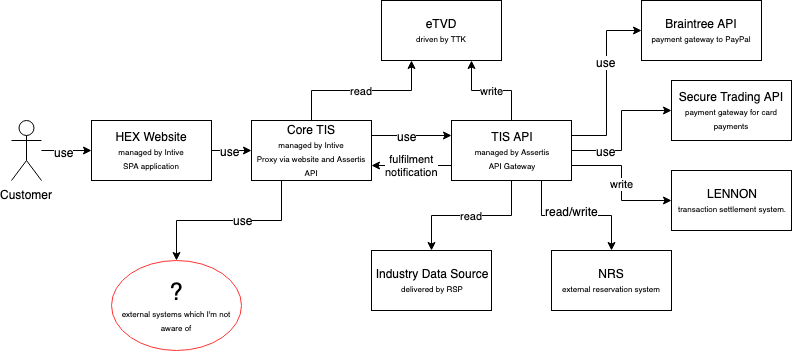 eTVD
driven by TTK
Braintree API
payment gateway to PayPal
use
read
write
Secure Trading API
payment gateway for card
payments
Customer
use
HEX Website
managed by Intive
SPA application
use
Core TIS
managed by Intive
Proxy via website and Assertis
API
use
fulfilment
notification
TIS API
managed by Assertis
API Gateway
use
write
LENNON
transaction settlement system.
use
read
read/write
?
external systems which I'm not
aware of
Industry Data Source
delivered by RSP
NRS
external reservation system